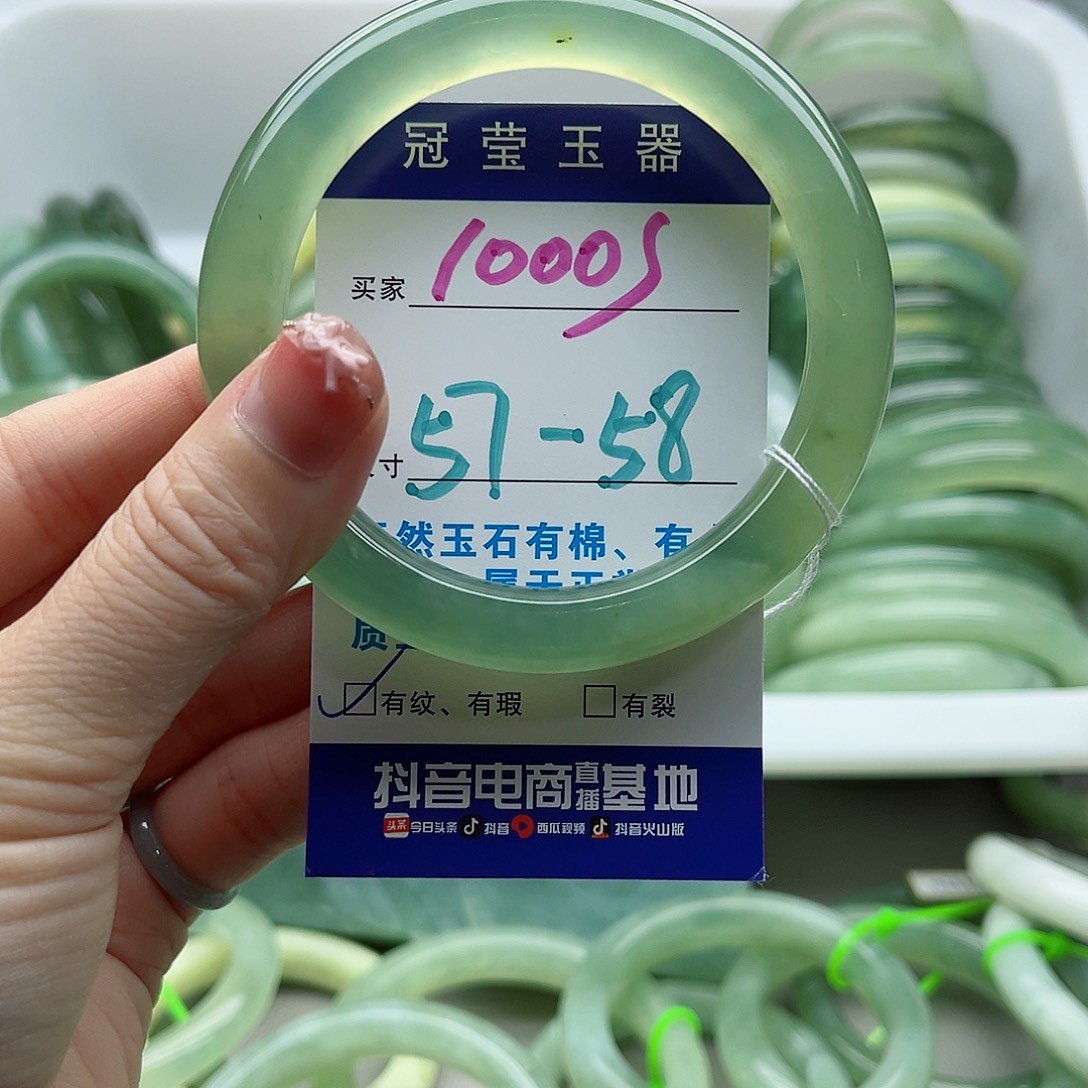 冠莹玉器
买家 1000S
寸 57-58
然玉石有棉、有
质
有纹、有瑕 有裂
抖音电商直播基地
头条 今日头条 抖音 西瓜视频 抖音火山版